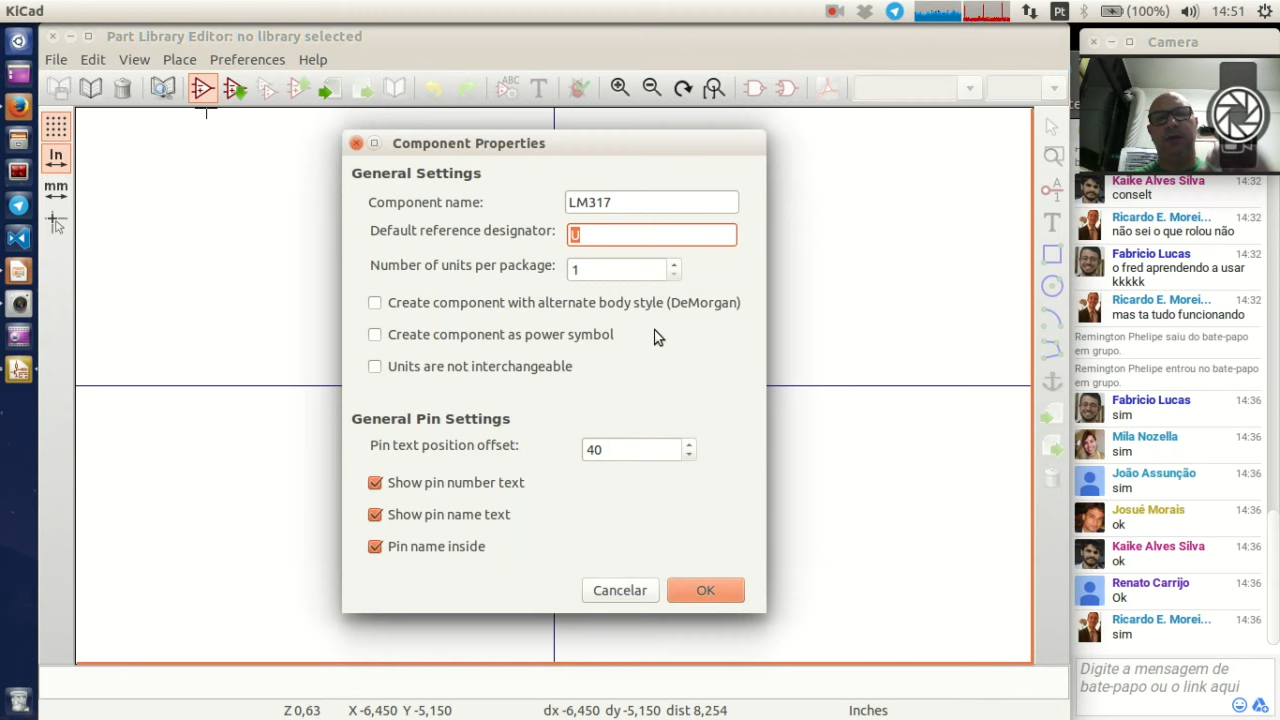 KiCad
Pt
(100%)
14:51
Part Library Editor: no library selected
File Edit View Place Preferences Help
ABC
In
mm
Component Properties
General Settings
Component name: LM317
Default reference designator: U
Number of units per package: 1
Create component with alternate body style (DeMorgan)
Create component as power symbol
Units are not interchangeable
General Pin Settings
Pin text position offset: 40
Show pin number text
Show pin name text
Pin name inside
Cancelar OK
Z 0,63 X -6,450 Y -5,150 dx -6,450 dy -5,150 dist 8,254 Inches
Camera
Kaike Alves Silva 14:32
conselt
Ricardo E. Morei... 14:32
não sei o que rolou não
Fabricio Lucas 14:32
o fred aprendendo a usar
kkkkk
Ricardo E. Morei... 14:32
mas ta tudo funcionando
Remington Phelipe saiu do bate-papo
em grupo.
Remington Phelipe entrou no bate-papo
em grupo.
Fabricio Lucas 14:36
sim
Mila Nozella 14:36
sim
João Assunção 14:36
sim
Josué Morais 14:36
ok
Kaike Alves Silva 14:36
ok
Renato Carrijo 14:36
Ok
Ricardo E. Morei... 14:36
sim
Digite a mensagem de
bate-papo ou o link aqui